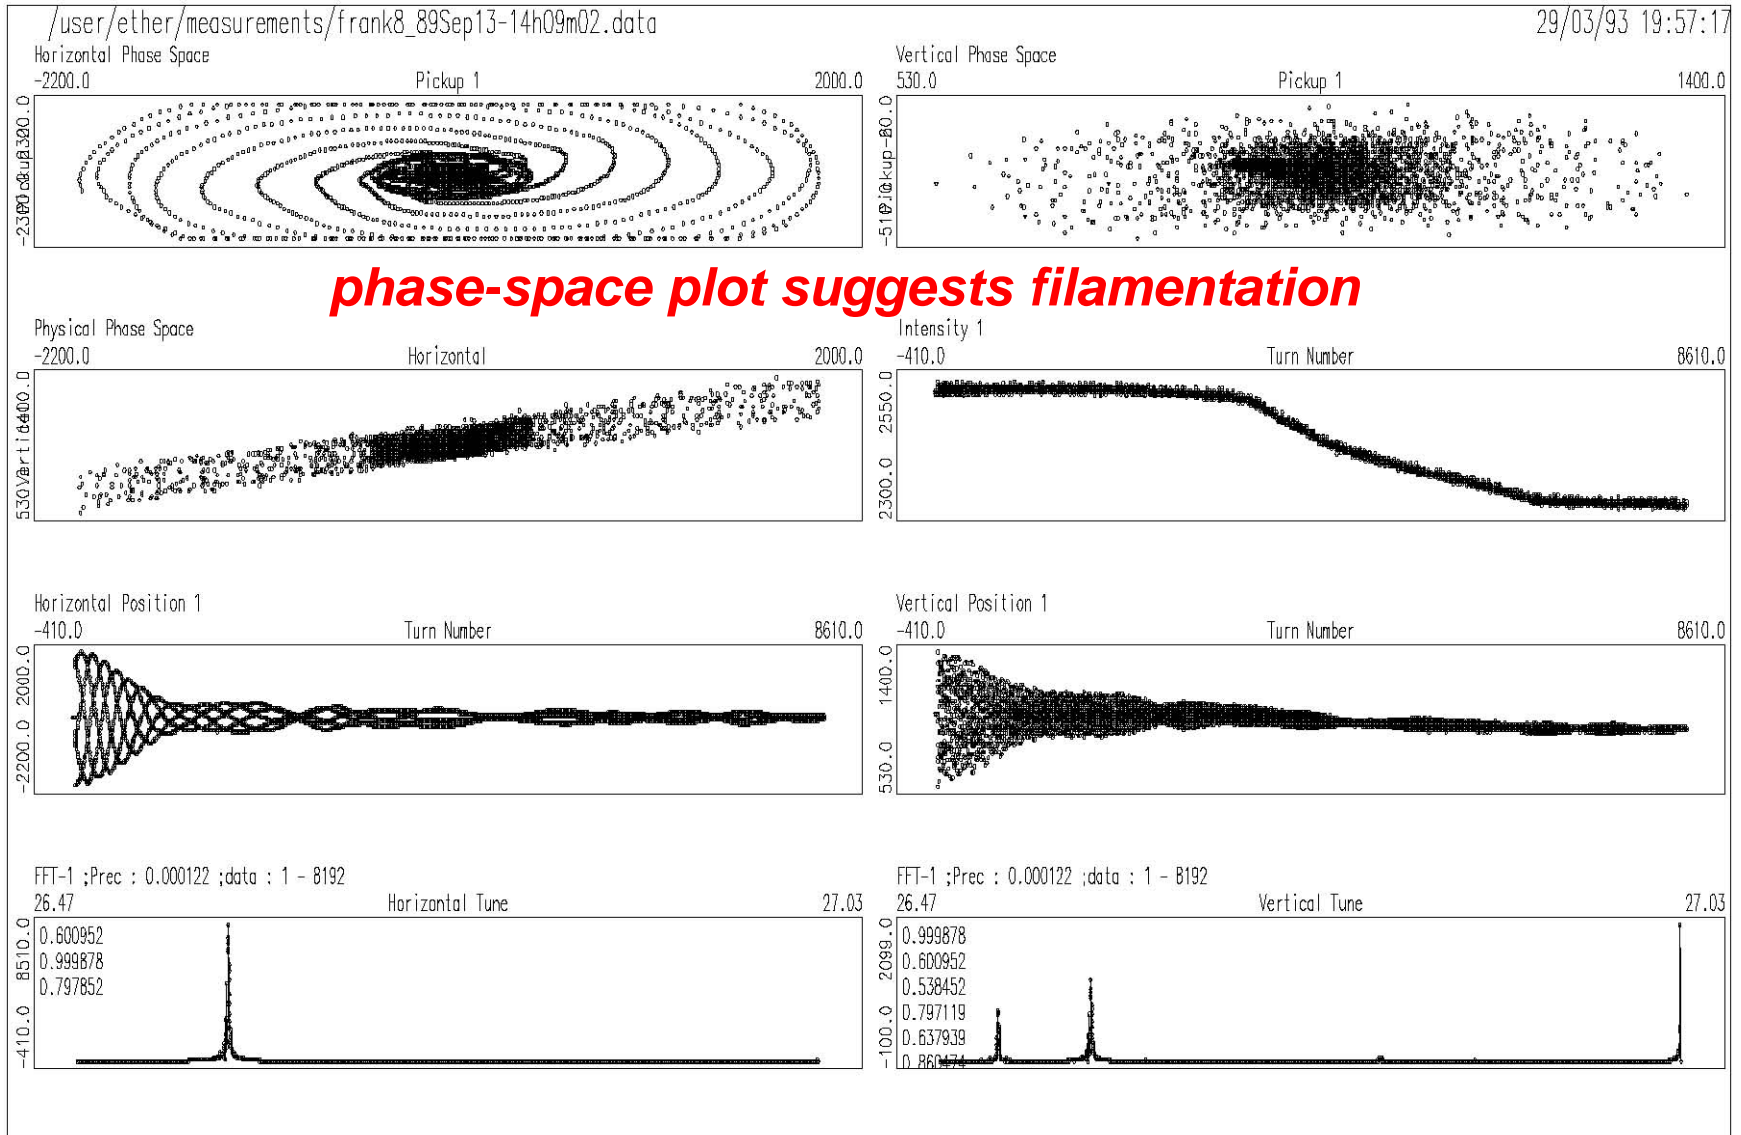 /user/ether/measurements/frank8_89Sep13-14h09m02.data
29/03/93 19:57:17
Horizontal Phase Space
-2200.0 Pickup 1 2000.0
Vertical Phase Space
530.0 Pickup 1 1400.0
phase-space plot suggests filamentation
Physical Phase Space
-2200.0 Horizontal 2000.0
530 Vertical 1400.0
Intensity 1
-410.0 Turn Number 8610.0
2300.0 2550.0
Horizontal Position 1
-410.0 Turn Number 8610.0
-2200.0 2000.0
Vertical Position 1
-410.0 Turn Number 8610.0
530.0 1400.0
FFT-1 ;Prec : 0.000122 ;data : 1 - 8192
26.47 Horizontal Tune 27.03
-410.0 8510.0
0.600952
0.999878
0.797852
FFT-1 ;Prec : 0.000122 ;data : 1 - 8192
26.47 Vertical Tune 27.03
-100.0 2099.0
0.999878
0.600952
0.538452
0.797119
0.637939